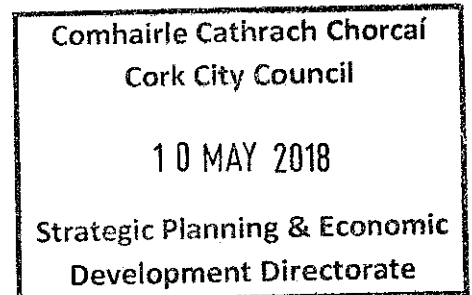 Comhairle Cathrach Chorcaí
Cork City Council
10 MAY 2018
Strategic Planning & Economic
Development Directorate